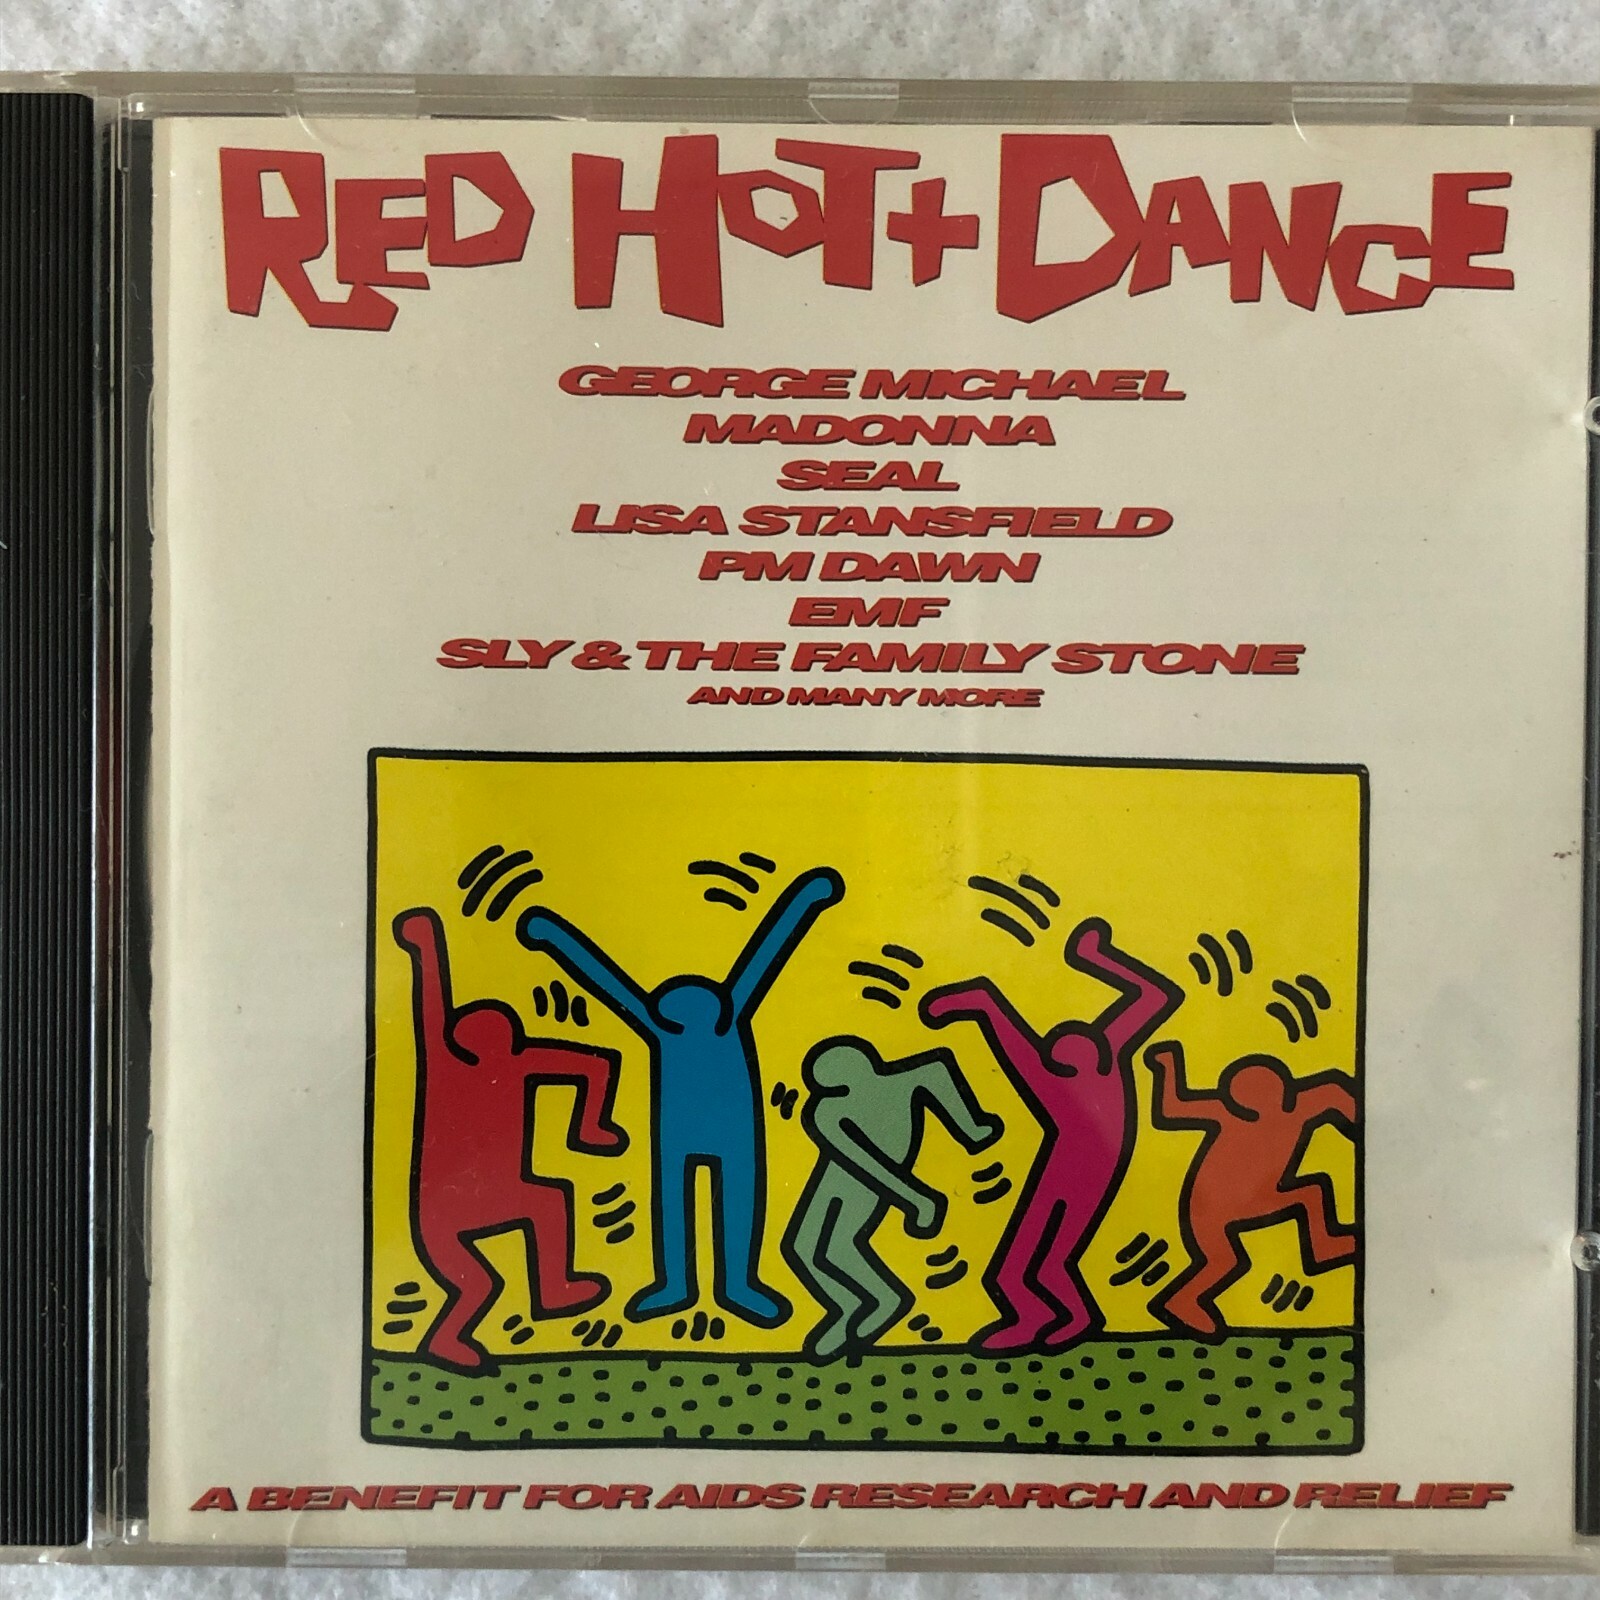 RED HOT + DANCE
GEORGE MICHAEL
MADONNA
SEAL
LISA STANSFIELD
PM DAWN
EMF
SLY & THE FAMILY STONE
AND MANY MORE
A BENEFIT FOR AIDS RESEARCH AND RELIEF